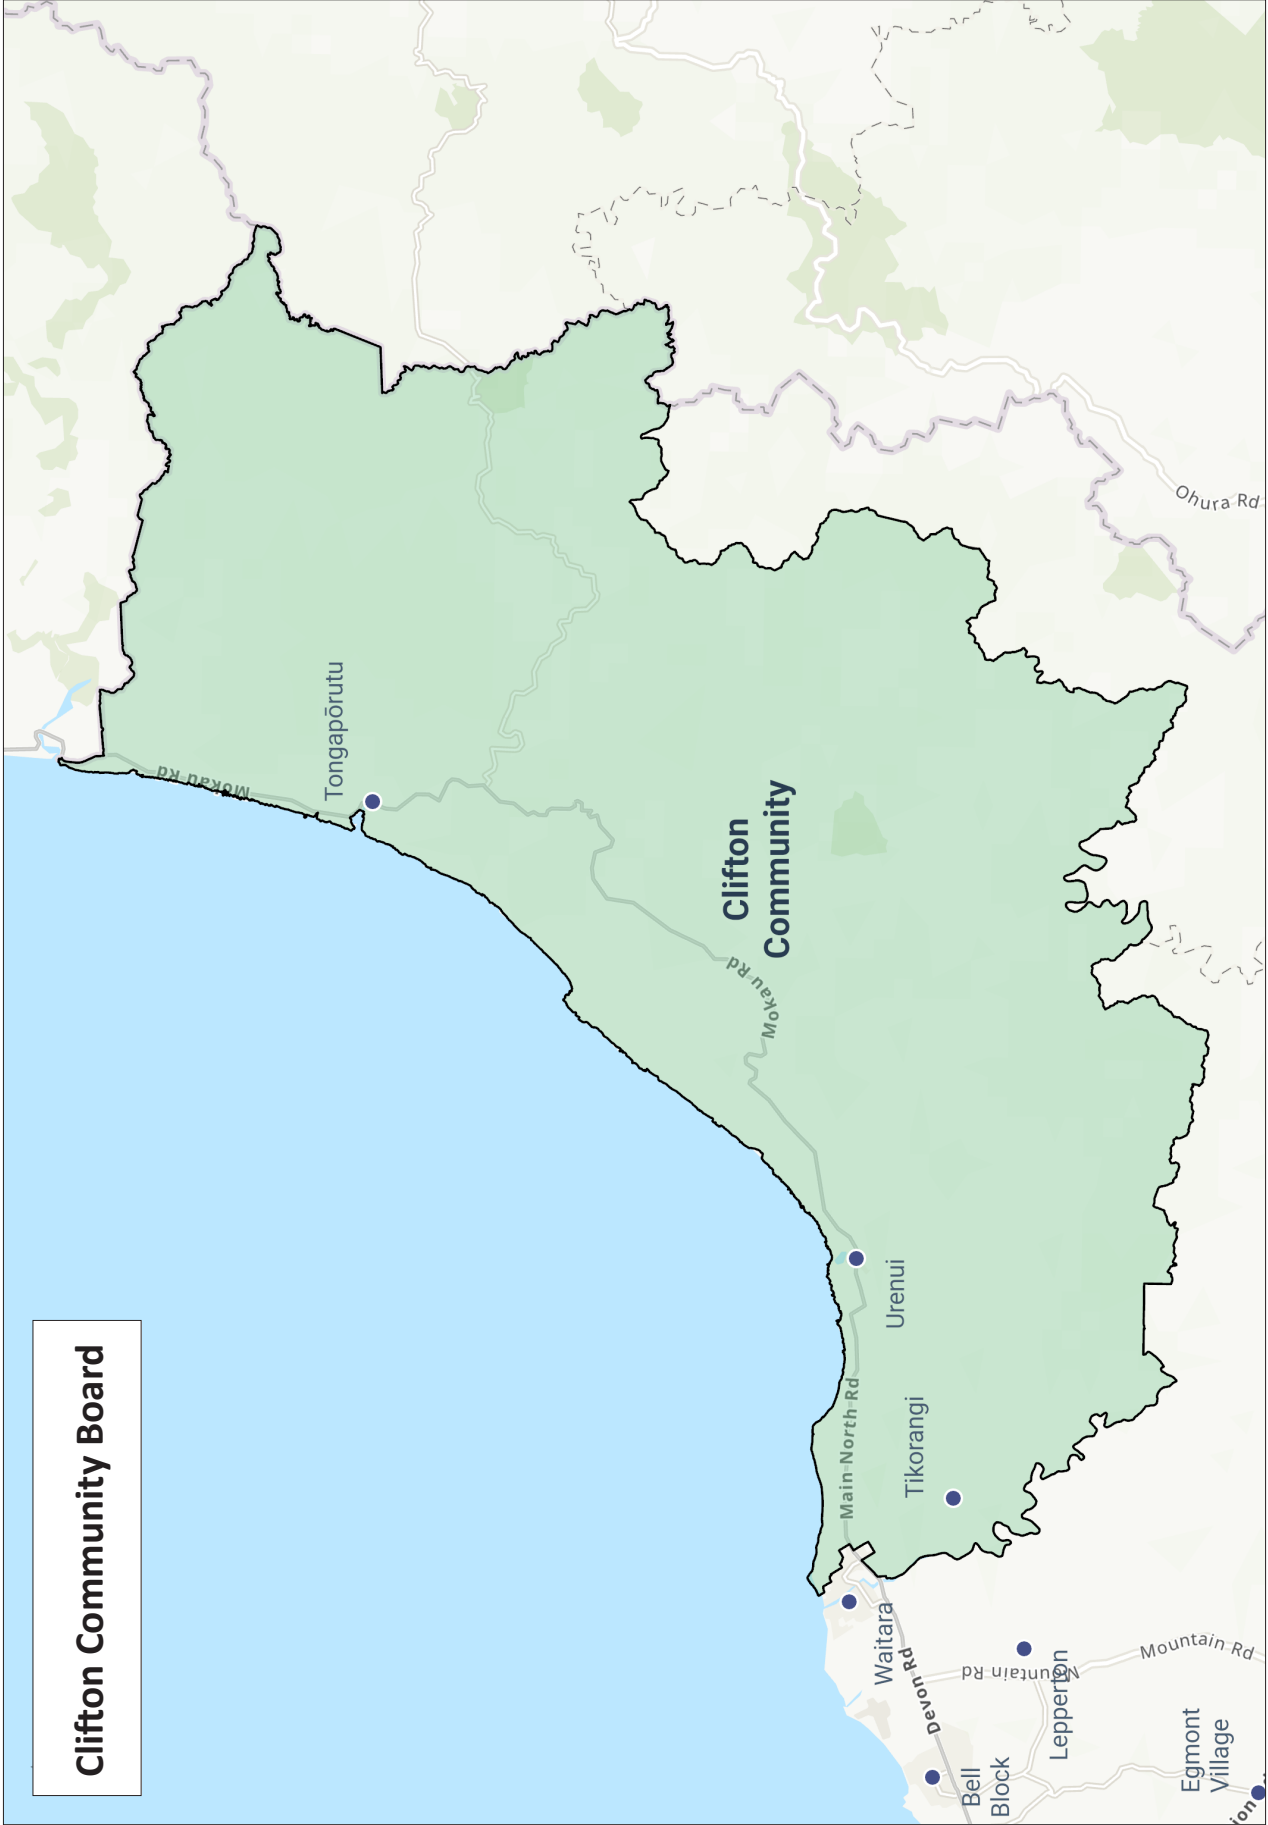 Clifton Community Board
Mokau Rd
Tongapōrutu
Clifton
Community
Mokau Rd
Ohura Rd
Urenui
Main North Rd
Tikorangi
Waitara
Devon Rd
Mountain Rd
Mountain Rd
Lepperton
Bell
Block
Egmont
Village